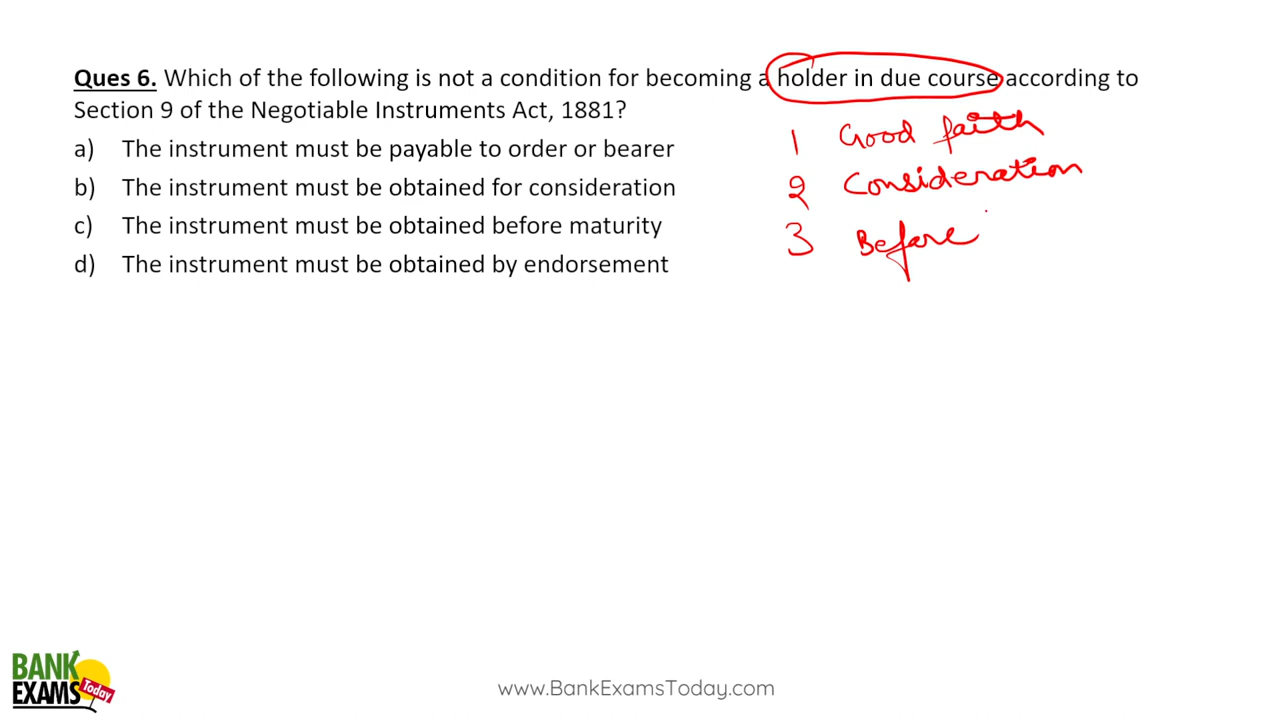 Ques 6. Which of the following is not a condition for becoming a holder in due course according to
Section 9 of the Negotiable Instruments Act, 1881?
a) The instrument must be payable to order or bearer
b) The instrument must be obtained for consideration
c) The instrument must be obtained before maturity
d) The instrument must be obtained by endorsement
1 Good faith
2 Consideration
3 Before
BANK
EXAMS
Today
www.BankExamsToday.com